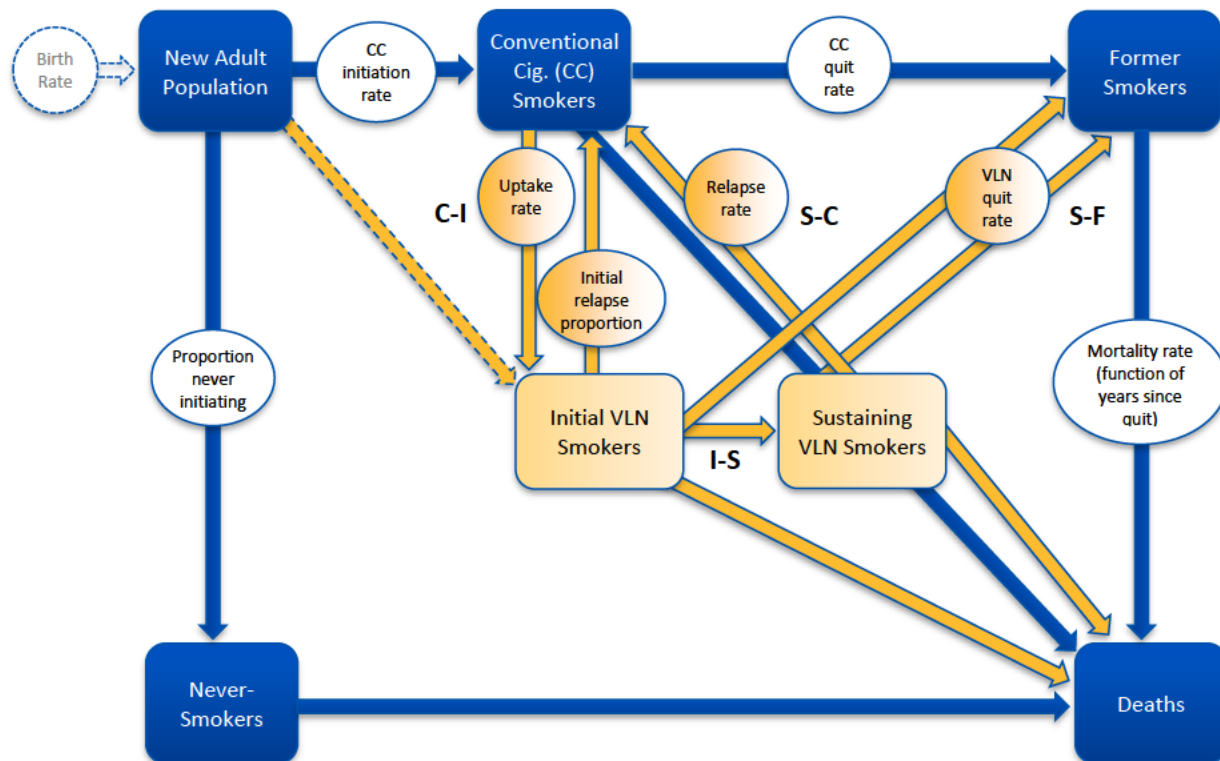 Birth
Rate
New Adult
Population
CC
initiation
rate
Conventional
Cig. (CC)
Smokers
CC
quit
rate
Former
Smokers
C-I
Uptake
rate
Relapse
rate
S-C
VLN
quit
rate
S-F
Initial
relapse
proportion
Proportion
never
initiating
Mortality rate
(function of
years since
quit)
Initial VLN
Smokers
I-S
Sustaining
VLN Smokers
Never-
Smokers
Deaths